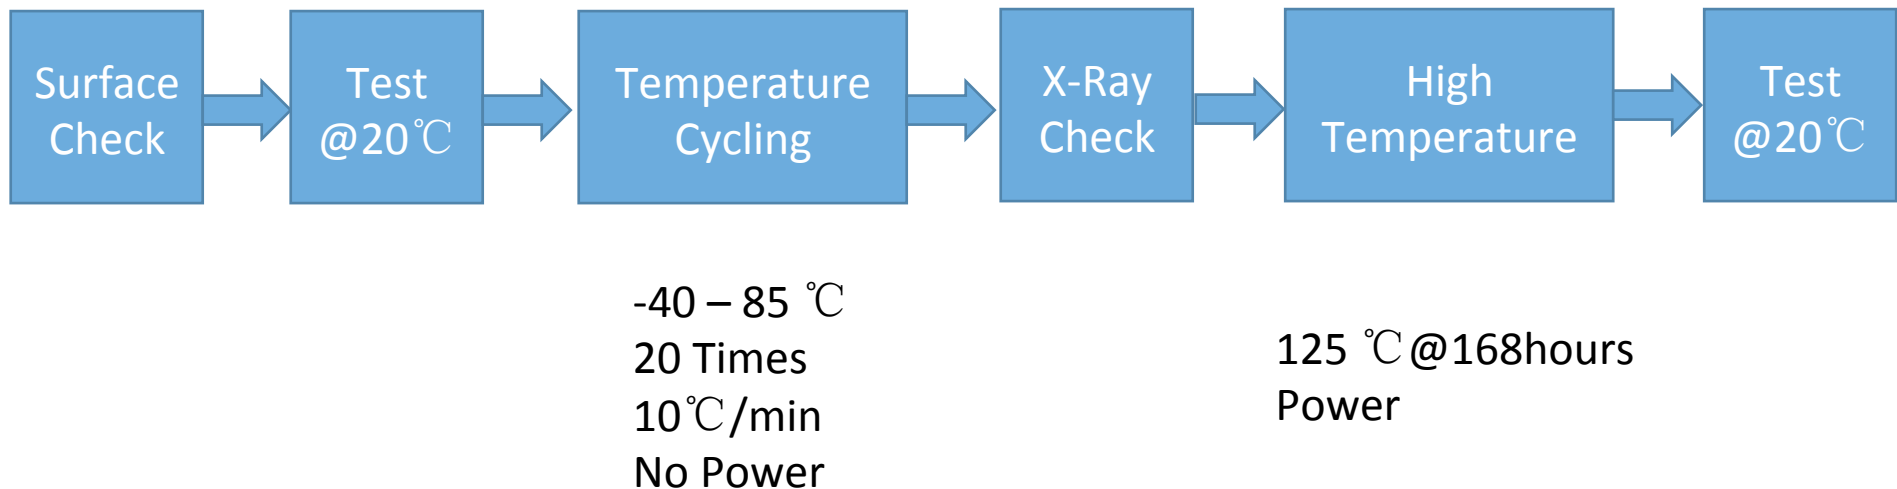 Surface
Check
Test
@20℃
Temperature
Cycling
X-Ray
Check
High
Temperature
Test
@20℃
-40 – 85 ℃
20 Times
10℃/min
No Power
125 ℃@168hours
Power